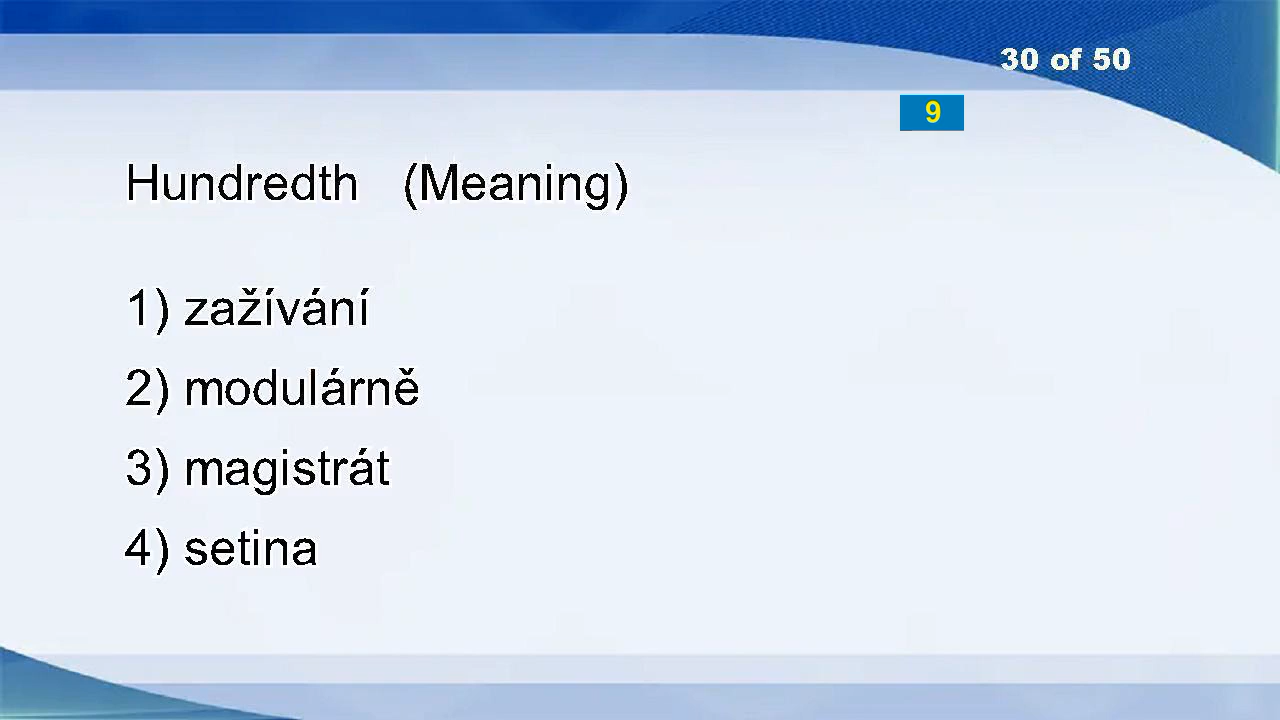 30 of 50
9
Hundredth (Meaning)
1) zažívání
2) modulárně
3) magistrát
4) setina